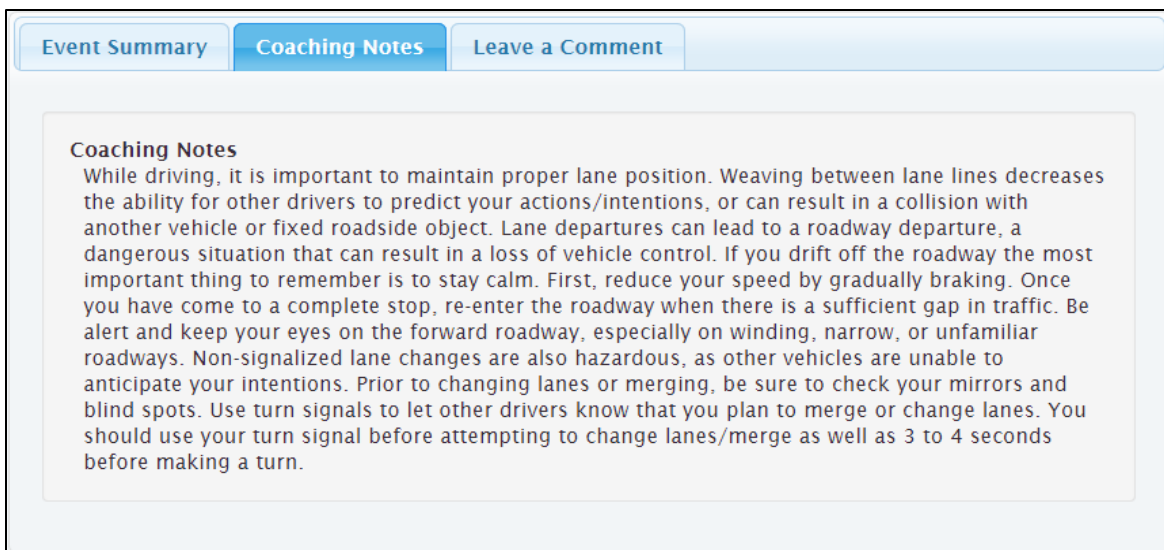 Event Summary
Coaching Notes
Leave a Comment
Coaching Notes
While driving, it is important to maintain proper lane position. Weaving between lane lines decreases
the ability for other drivers to predict your actions/intentions, or can result in a collision with
another vehicle or fixed roadside object. Lane departures can lead to a roadway departure, a
dangerous situation that can result in a loss of vehicle control. If you drift off the roadway the most
important thing to remember is to stay calm. First, reduce your speed by gradually braking. Once
you have come to a complete stop, re-enter the roadway when there is a sufficient gap in traffic. Be
alert and keep your eyes on the forward roadway, especially on winding, narrow, or unfamiliar
roadways. Non-signalized lane changes are also hazardous, as other vehicles are unable to
anticipate your intentions. Prior to changing lanes or merging, be sure to check your mirrors and
blind spots. Use turn signals to let other drivers know that you plan to merge or change lanes. You
should use your turn signal before attempting to change lanes/merge as well as 3 to 4 seconds
before making a turn.